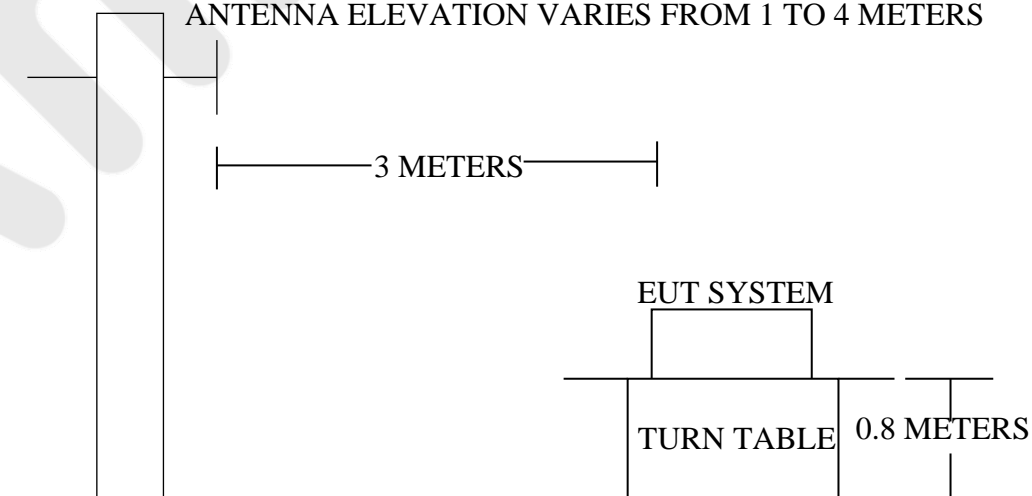 ANTENNA ELEVATION VARIES FROM 1 TO 4 METERS
3 METERS
EUT SYSTEM
TURN TABLE
0.8 METERS